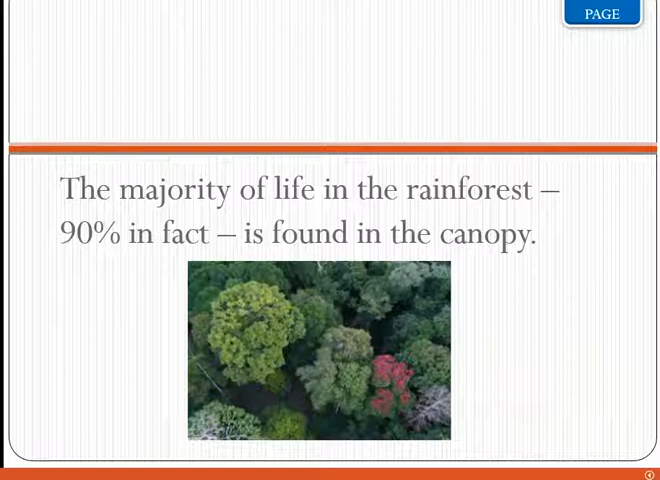 PAGE
The majority of life in the rainforest –
90% in fact – is found in the canopy.